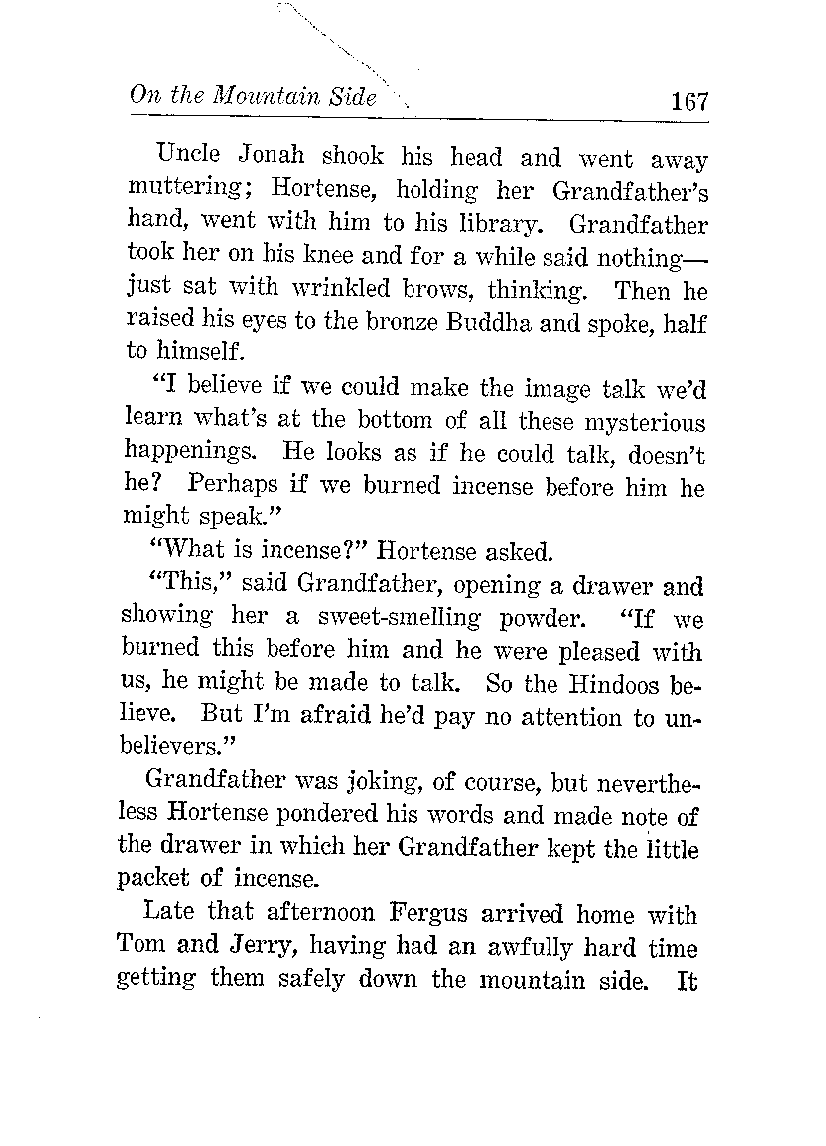 On the Mountain Side 167
Uncle Jonah shook his head and went away
muttering; Hortense, holding her Grandfather's
hand, went with him to his library. Grandfather
took her on his knee and for a while said nothing—
just sat with wrinkled brows, thinking. Then he
raised his eyes to the bronze Buddha and spoke, half
to himself.
"I believe if we could make the image talk we'd
learn what's at the bottom of all these mysterious
happenings. He looks as if he could talk, doesn't
he? Perhaps if we burned incense before him he
might speak."
"What is incense?" Hortense asked.
"This," said Grandfather, opening a drawer and
showing her a sweet-smelling powder. "If we
burned this before him and he were pleased with
us, he might be made to talk. So the Hindoos be-
lieve. But I'm afraid he'd pay no attention to un-
believers."
Grandfather was joking, of course, but neverthe-
less Hortense pondered his words and made note of
the drawer in which her Grandfather kept the little
packet of incense.
Late that afternoon Fergus arrived home with
Tom and Jerry, having had an awfully hard time
getting them safely down the mountain side. It